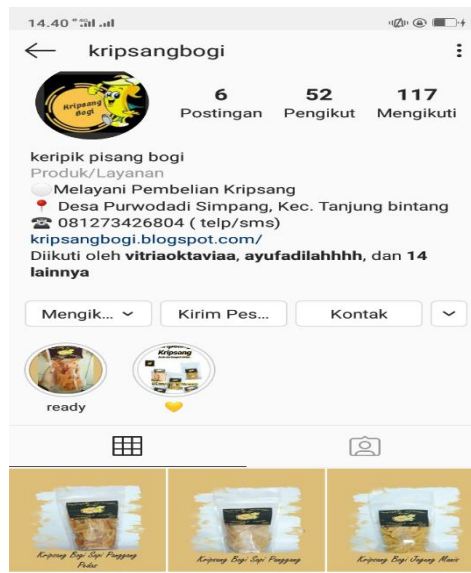 14.40
kripsangbogi
Kripsang
Bogi
6 52 117
Postingan Pengikut Mengikuti
keripik pisang bogi
Produk/Layanan
Melayani Pembelian Kripsang
Desa Purwodadi Simpang, Kec. Tanjung bintang
081273426804 ( telp/sms)
kripsangbogi.blogspot.com/
Diikuti oleh vitriaoktaviaa, ayufadilahhhh, dan 14
lainnya
Mengik... Kirim Pes... Kontak
Kripsang
ready
Kripsang Bogi Sapi Panggang
Pedas
Kripsang Bogi Sapi Panggang
Kripsang Bogi Jagung Manis